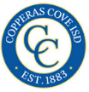 COPPERAS COVE ISD
CC
• EST. 1883 •